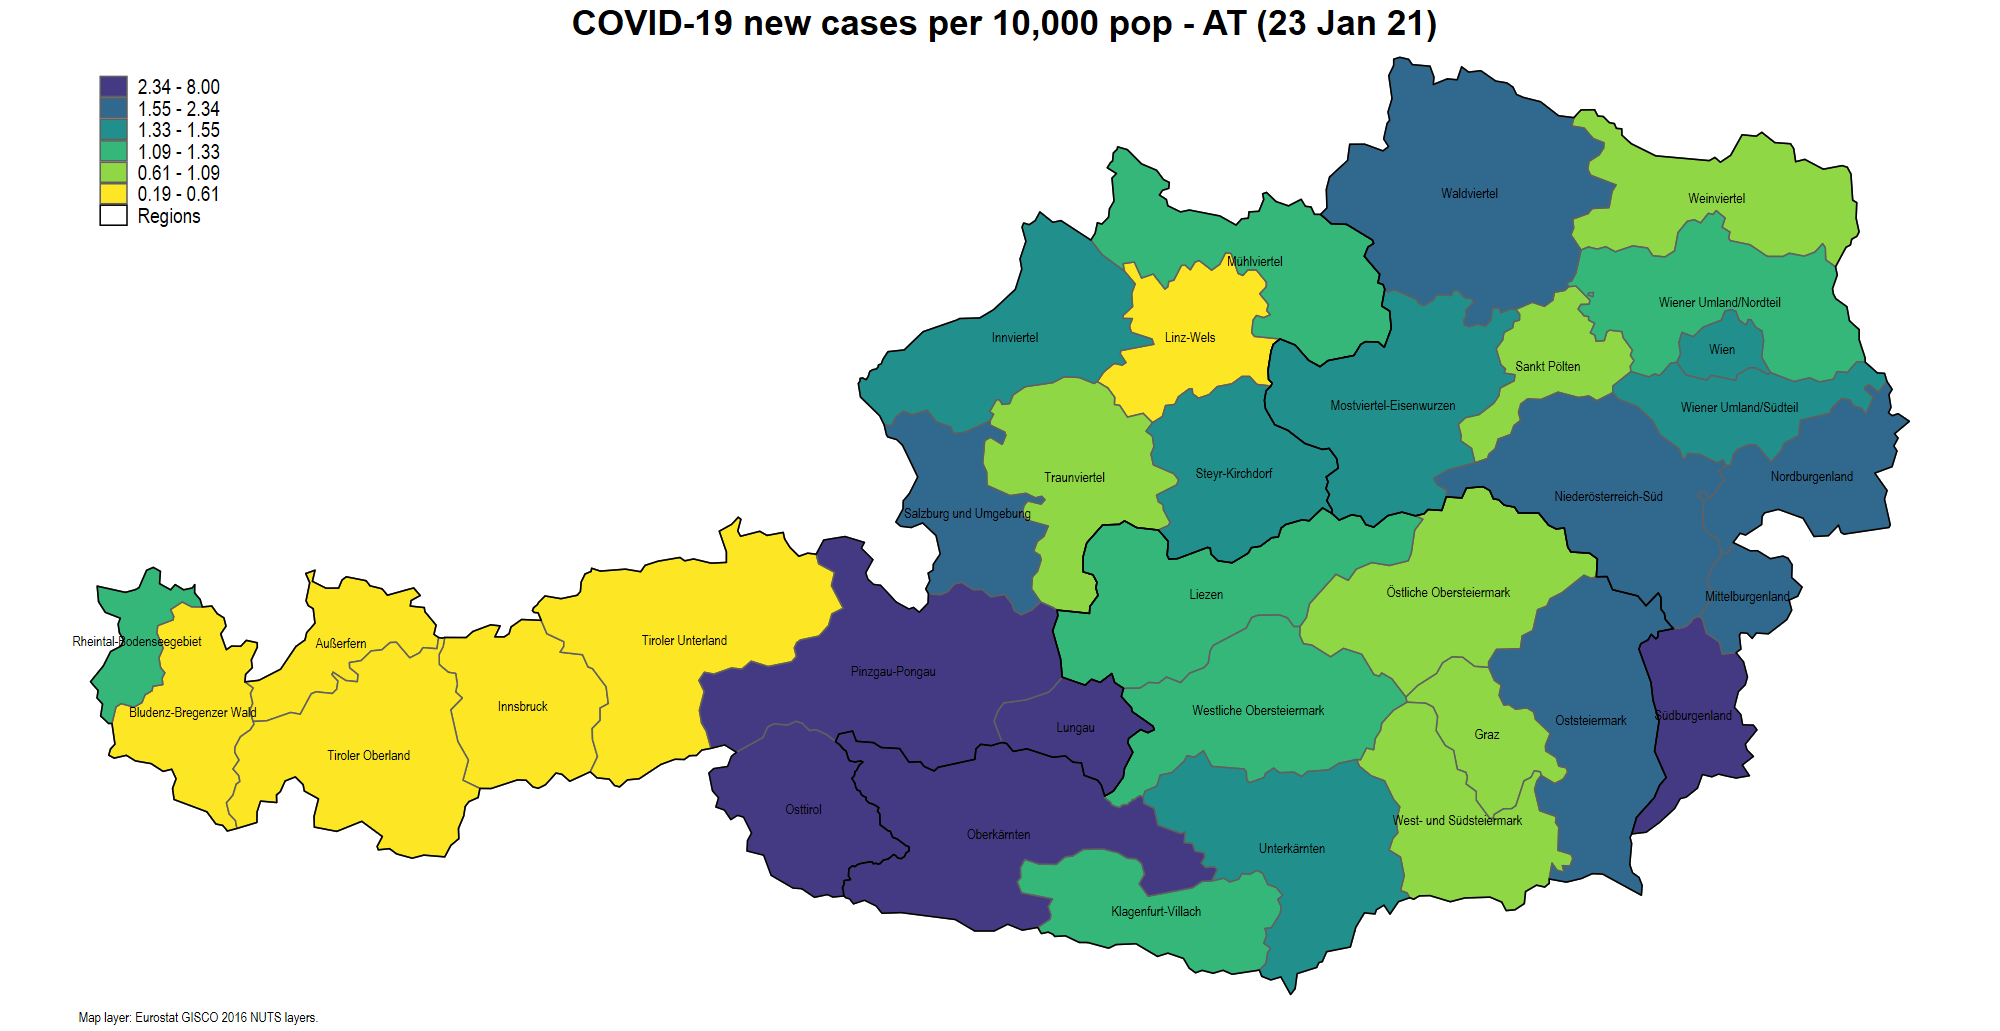 COVID-19 new cases per 10,000 pop - AT (23 Jan 21)
2.34 - 8.00
1.55 - 2.34
1.33 - 1.55
1.09 - 1.33
0.61 - 1.09
0.19 - 0.61
Regions
Waldviertel
Weinviertel
Mühlviertel
Wiener Umland/Nordteil
Innviertel
Linz-Wels
Wien
Sankt Pölten
Mostviertel-Eisenwurzen
Wiener Umland/Südteil
Traunviertel
Steyr-Kirchdorf
Nordburgenland
Niederösterreich-Süd
Salzburg und Umgebung
Liezen
Östliche Obersteiermark
Mittelburgenland
Rheintal-Bodenseegebiet
Außerfern
Tiroler Unterland
Pinzgau-Pongau
Bludenz-Bregenzer Wald
Innsbruck
Westliche Obersteiermark
Südburgenland
Oststeiermark
Lungau
Graz
Tiroler Oberland
Osttirol
Oberkärnten
West- und Südsteiermark
Unterkärnten
Klagenfurt-Villach
Map layer: Eurostat GISCO 2016 NUTS layers.